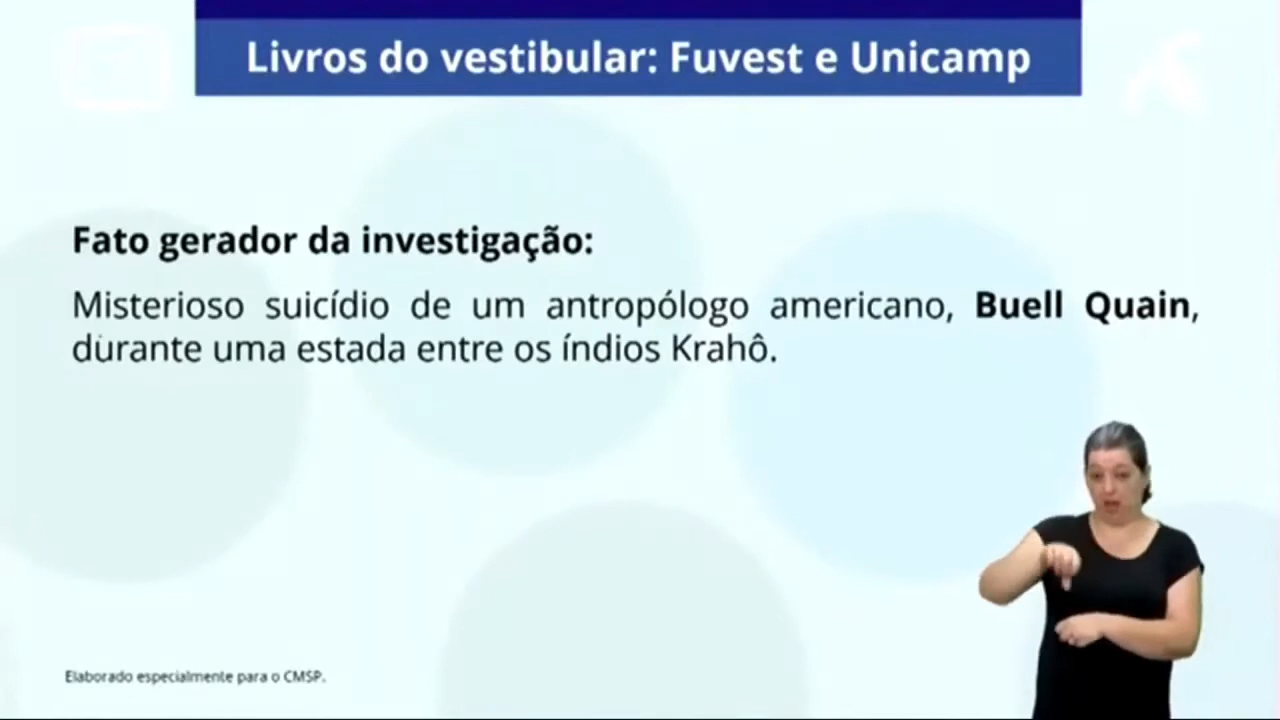 Livros do vestibular: Fuvest e Unicamp
Fato gerador da investigação:
Misterioso suicídio de um antropólogo americano, Buell Quain,
durante uma estada entre os índios Krahô.
Elaborado especialmente para o CMSP.